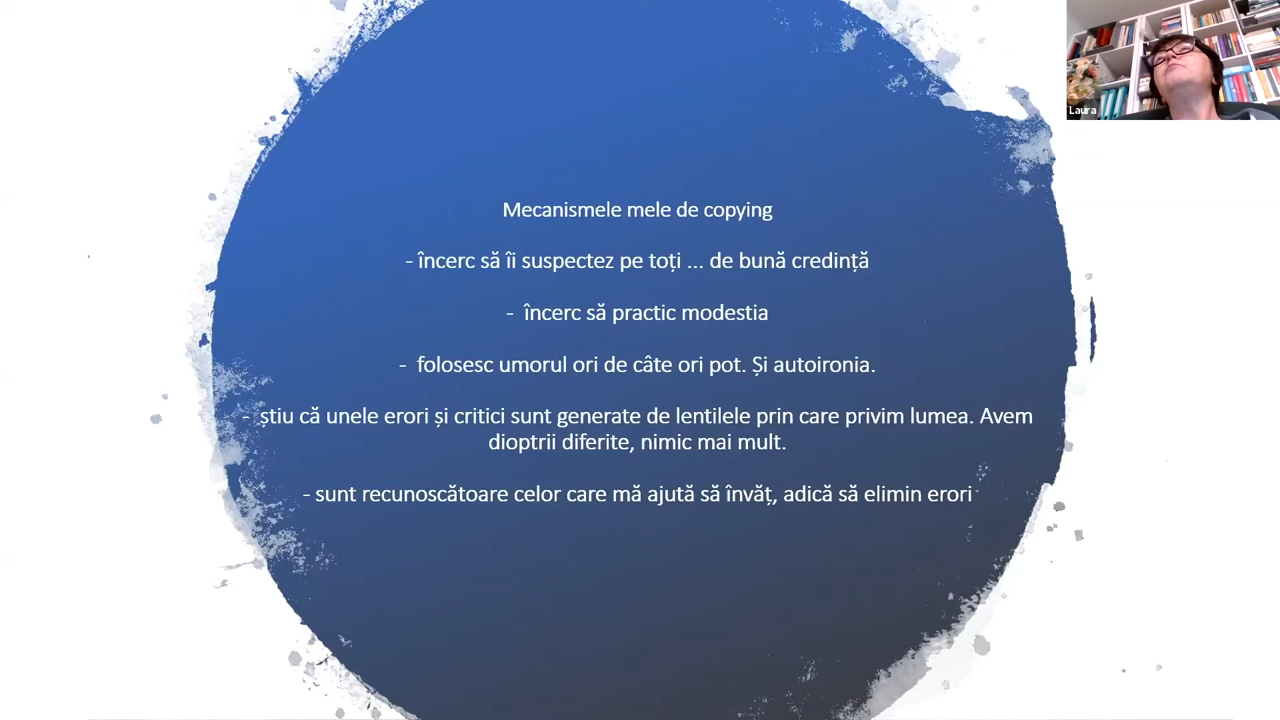 Laura
Mecanismele mele de copying
- încerc să îi suspectez pe toți ... de bună credință
- încerc să practic modestia
- folosesc umorul ori de câte ori pot. Și autoironia.
- știu că unele erori și critici sunt generate de lentilele prin care privim lumea. Avem
dioptrii diferite, nimic mai mult.
- sunt recunoscătoare celor care mă ajută să învăț, adică să elimin erori